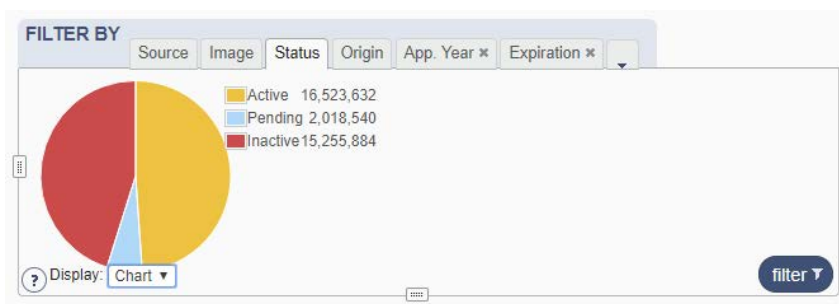 FILTER BY
Source Image Status Origin App. Year × Expiration ×
Active 16,523,632
Pending 2,018,540
Inactive 15,255,884
? Display: Chart
filter